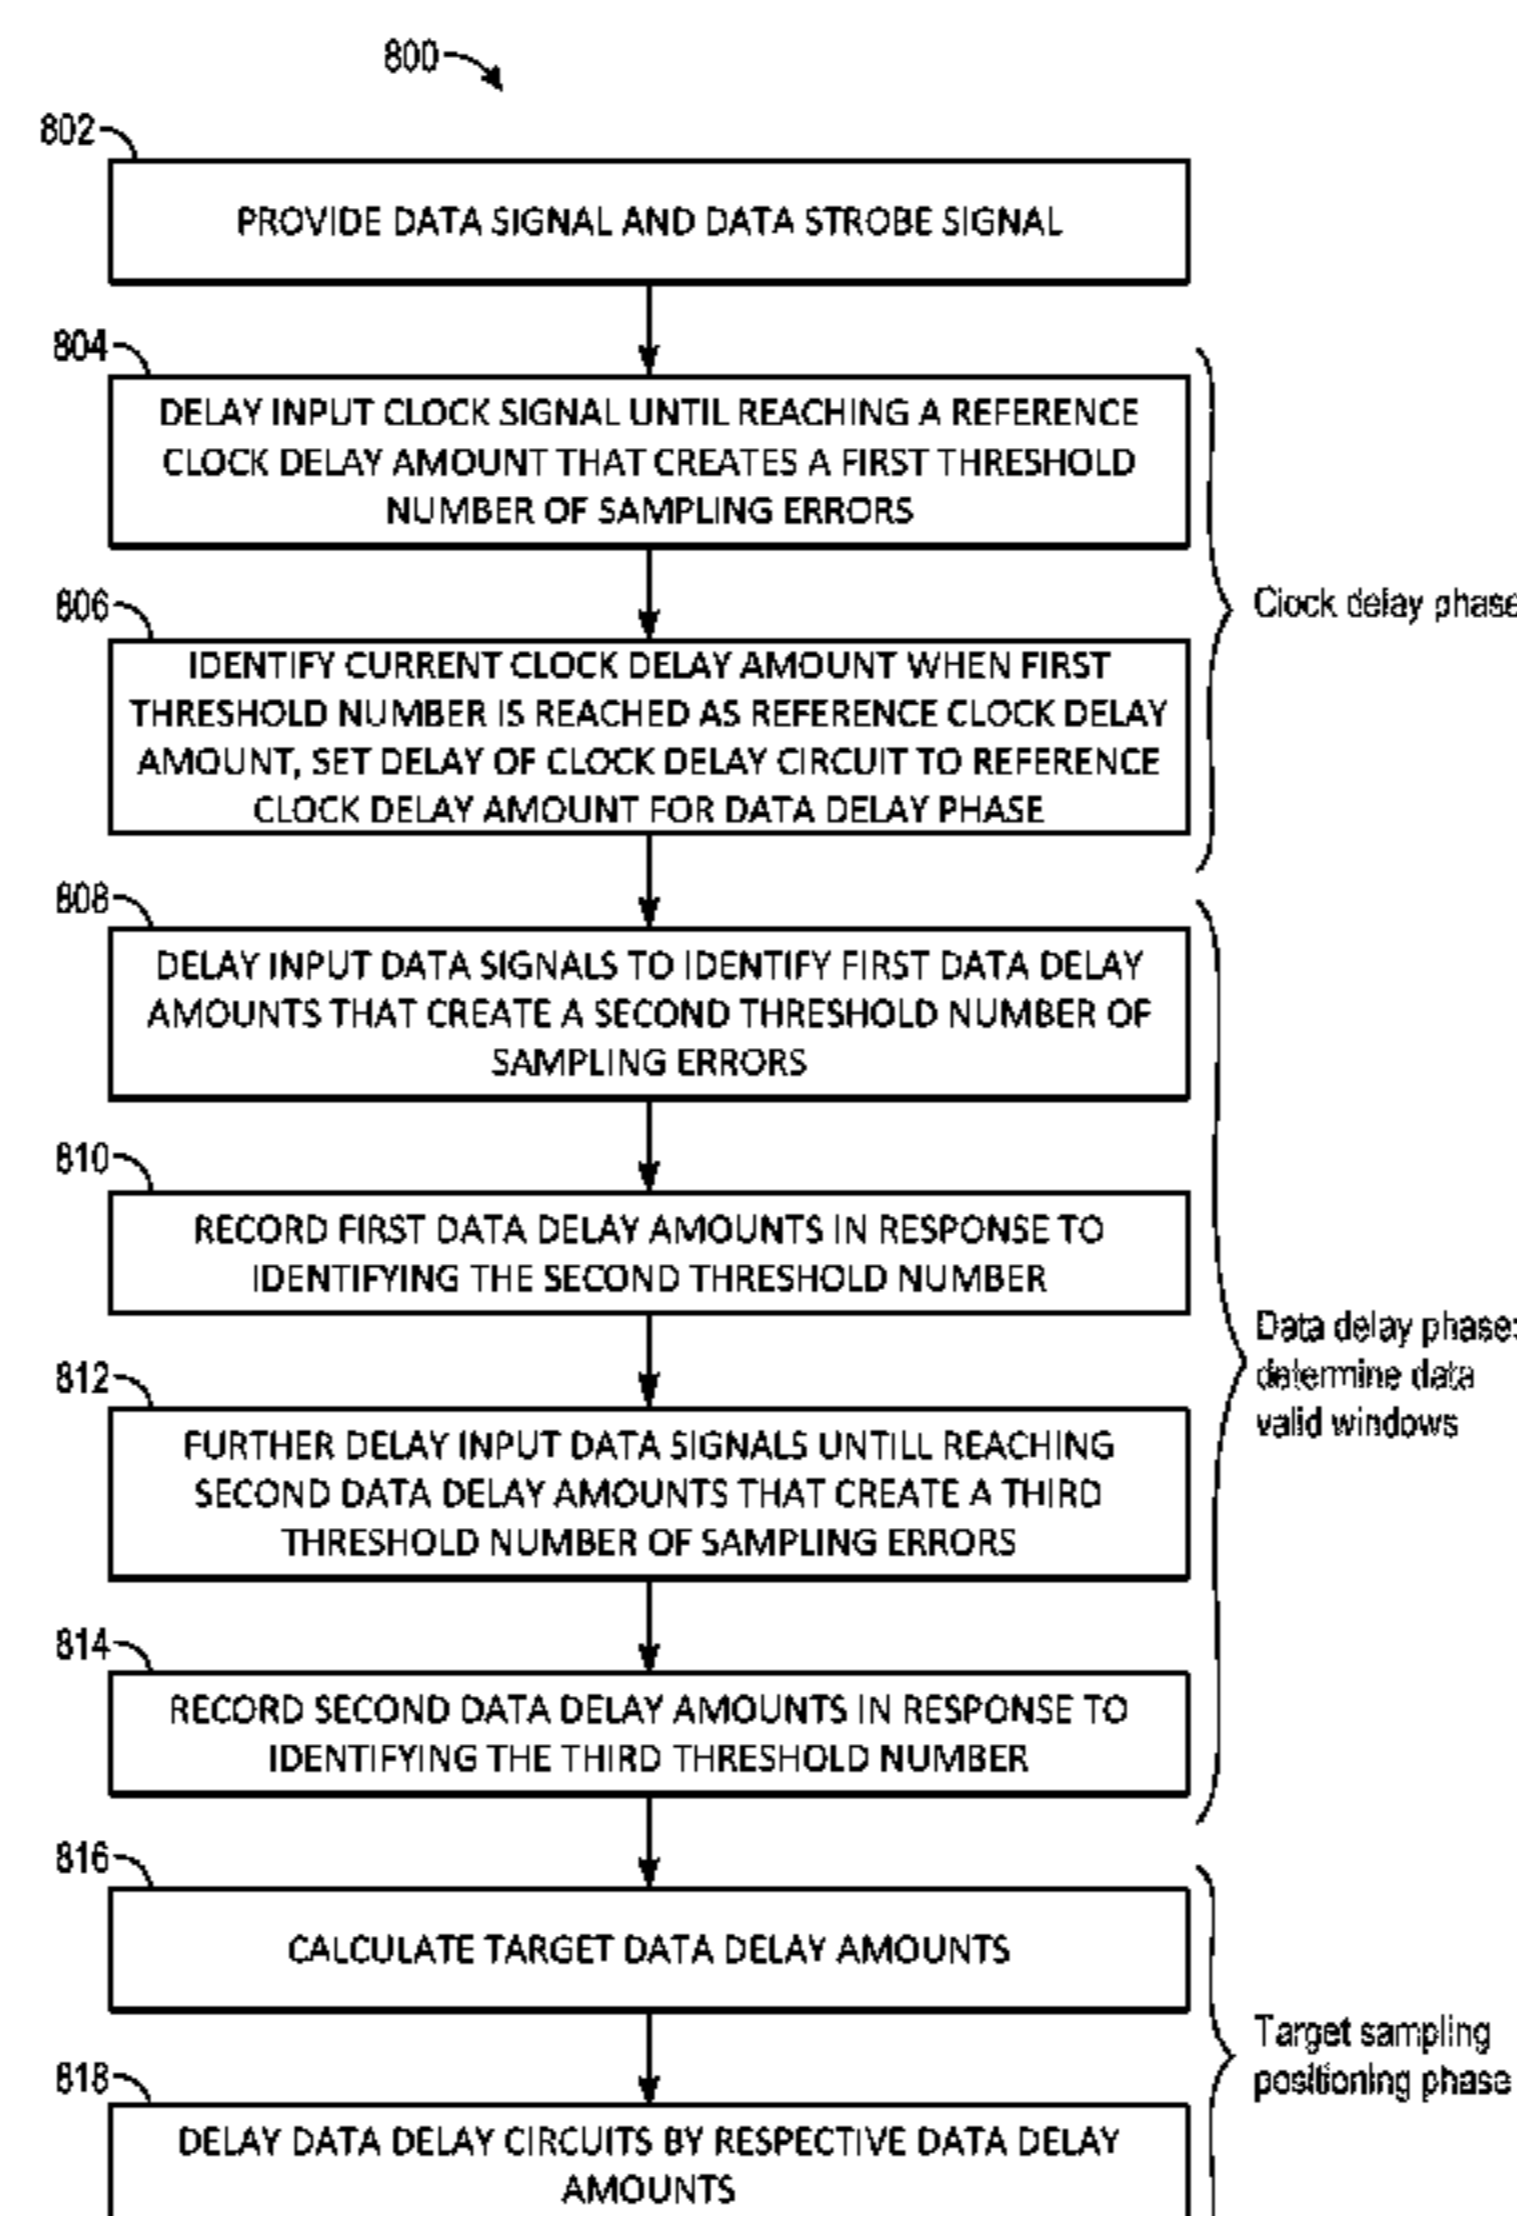 800
802
PROVIDE DATA SIGNAL AND DATA STROBE SIGNAL
804
DELAY INPUT CLOCK SIGNAL UNTIL REACHING A REFERENCE
CLOCK DELAY AMOUNT THAT CREATES A FIRST THRESHOLD
NUMBER OF SAMPLING ERRORS
Clock delay phase
806
IDENTIFY CURRENT CLOCK DELAY AMOUNT WHEN FIRST
THRESHOLD NUMBER IS REACHED AS REFERENCE CLOCK DELAY
AMOUNT, SET DELAY OF CLOCK DELAY CIRCUIT TO REFERENCE
CLOCK DELAY AMOUNT FOR DATA DELAY PHASE
808
DELAY INPUT DATA SIGNALS TO IDENTIFY FIRST DATA DELAY
AMOUNTS THAT CREATE A SECOND THRESHOLD NUMBER OF
SAMPLING ERRORS
810
RECORD FIRST DATA DELAY AMOUNTS IN RESPONSE TO
IDENTIFYING THE SECOND THRESHOLD NUMBER
Data delay phase:
determine data
valid windows
812
FURTHER DELAY INPUT DATA SIGNALS UNTILL REACHING
SECOND DATA DELAY AMOUNTS THAT CREATE A THIRD
THRESHOLD NUMBER OF SAMPLING ERRORS
814
RECORD SECOND DATA DELAY AMOUNTS IN RESPONSE TO
IDENTIFYING THE THIRD THRESHOLD NUMBER
816
CALCULATE TARGET DATA DELAY AMOUNTS
Target sampling
positioning phase
818
DELAY DATA DELAY CIRCUITS BY RESPECTIVE DATA DELAY
AMOUNTS